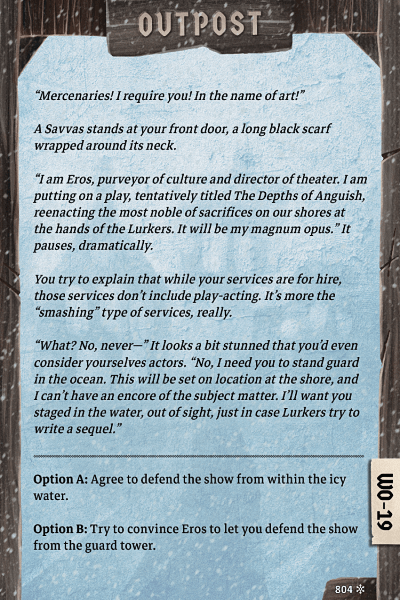 OUTPOST
“Mercenaries! I require you! In the name of art!”
A Savvas stands at your front door, a long black scarf
wrapped around its neck.
“I am Eros, purveyor of culture and director of theater. I am
putting on a play, tentatively titled The Depths of Anguish,
reenacting the most noble of sacrifices on our shores at
the hands of the Lurkers. It will be my magnum opus.” It
pauses, dramatically.
You try to explain that while your services are for hire,
those services don’t include play-acting. It’s more the
“smashing” type of services, really.
“What? No, never—” It looks a bit stunned that you’d even
consider yourselves actors. “No, I need you to stand guard
in the ocean. This will be set on location at the shore, and
I can’t have an encore of the subject matter. I’ll want you
staged in the water, out of sight, just in case Lurkers try to
write a sequel.”
Option A: Agree to defend the show from within the icy
water.
Option B: Try to convince Eros to let you defend the show
from the guard tower.
WO-19
804